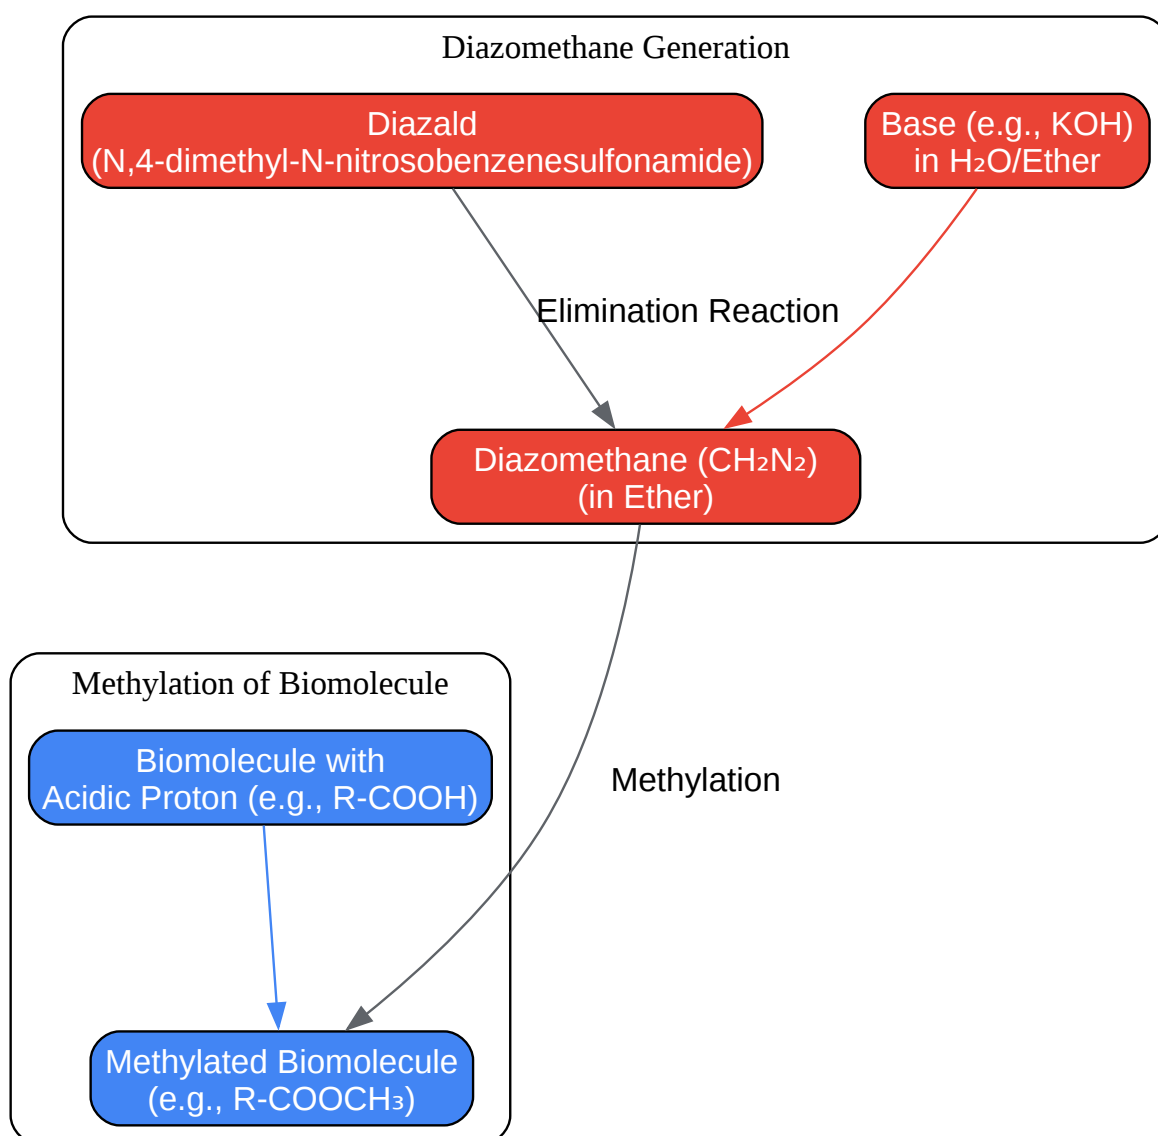 Diazomethane Generation
Diazald
(N,4-dimethyl-N-nitrosobenzenesulfonamide)
Base (e.g., KOH)
in H₂O/Ether
Elimination Reaction
Diazomethane (CH₂N₂)
(in Ether)
Methylation of Biomolecule
Biomolecule with
Acidic Proton (e.g., R-COOH)
Methylation
Methylated Biomolecule
(e.g., R-COOCH₃)